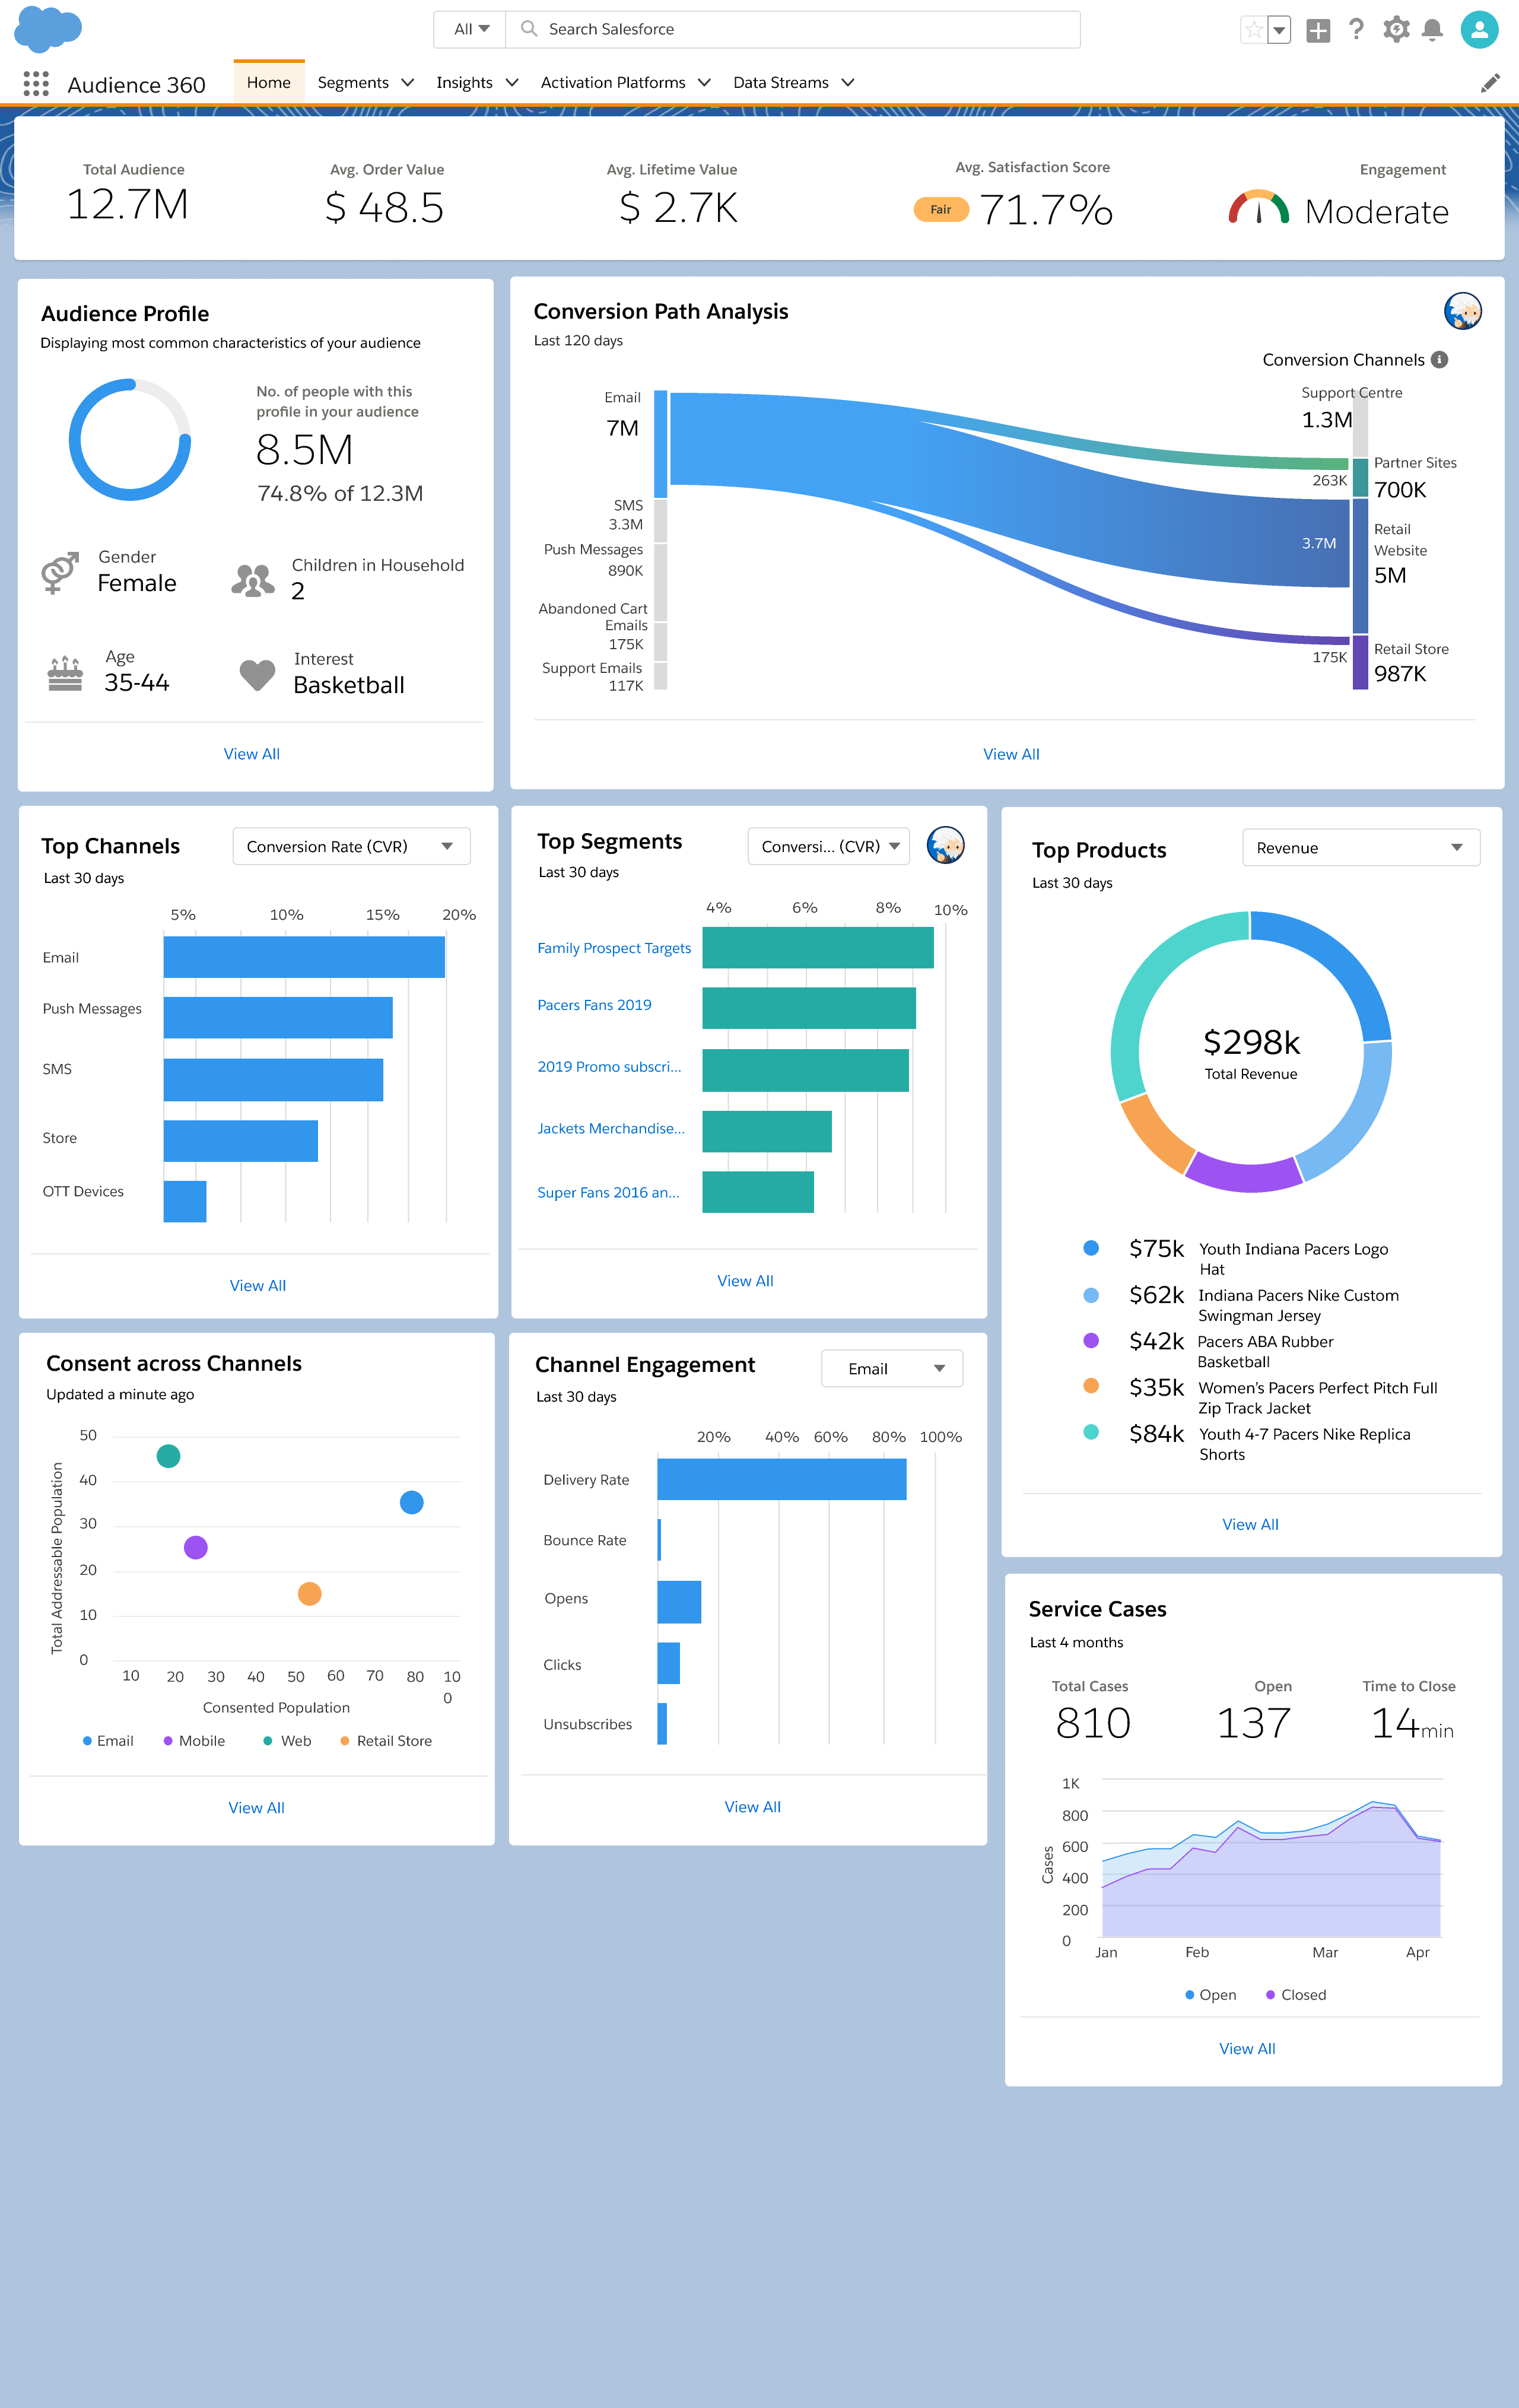 All
Search Salesforce
Audience 360
Home
Segments
Insights
Activation Platforms
Data Streams
Total Audience
12.7M
Avg. Order Value
$ 48.5
Avg. Lifetime Value
$ 2.7K
Avg. Satisfaction Score
Fair
71.7%
Engagement
Moderate
Audience Profile
Displaying most common characteristics of your audience
No. of people with this
profile in your audience
8.5M
74.8% of 12.3M
Gender
Female
Children in Household
2
Age
35-44
Interest
Basketball
View All
Conversion Path Analysis
Last 120 days
Conversion Channels
Email
7M
SMS
3.3M
Push Messages
890K
Abandoned Cart
Emails
175K
Support Emails
117K
Support Centre
1.3M
263K
Partner Sites
700K
3.7M
Retail
Website
5M
175K
Retail Store
987K
View All
Top Channels
Conversion Rate (CVR)
Last 30 days
5% 10% 15% 20%
Email
Push Messages
SMS
Store
OTT Devices
View All
Top Segments
Conversi... (CVR)
Last 30 days
4% 6% 8% 10%
Family Prospect Targets
Pacers Fans 2019
2019 Promo subscri...
Jackets Merchandise...
Super Fans 2016 an...
View All
Top Products
Revenue
Last 30 days
$298k
Total Revenue
$75k Youth Indiana Pacers Logo
Hat
$62k Indiana Pacers Nike Custom
Swingman Jersey
$42k Pacers ABA Rubber
Basketball
$35k Women's Pacers Perfect Pitch Full
Zip Track Jacket
$84k Youth 4-7 Pacers Nike Replica
Shorts
View All
Consent across Channels
Updated a minute ago
Total Addressable Population
50
40
30
20
10
0
10 20 30 40 50 60 70 80 10
0
Consented Population
Email Mobile Web Retail Store
View All
Channel Engagement
Email
Last 30 days
20% 40% 60% 80% 100%
Delivery Rate
Bounce Rate
Opens
Clicks
Unsubscribes
View All
Service Cases
Last 4 months
Total Cases
810
Open
137
Time to Close
14min
Cases
1K
800
600
400
200
0
Jan Feb Mar Apr
Open Closed
View All